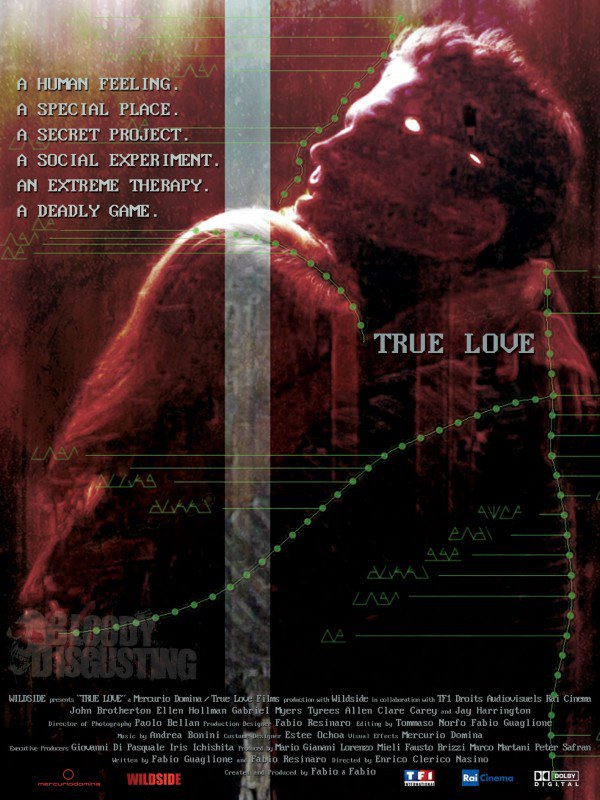 A HUMAN FEELING.
A SPECIAL PLACE.
A SECRET PROJECT.
A SOCIAL EXPERIMENT.
AN EXTREME THERAPY.
A DEADLY GAME.
TRUE LOVE
BLOODY
DISGUSTING
WILDSIDE presents "TRUE LOVE" a Mercurio Domina / True Love Films production with Wildside in collaboration with TF1 Droits Audiovisuels Rai Cinema
John Brotherton Ellen Hollman Gabriel Myers Tyrees Allen Clare Carey and Jay Harrington
Director of Photography Paolo Bellan Production Designer Fabio Resinaro Editing by Tommaso Norfo Fabio Guaglione
Music by Andrea Bonini Costume Designer Estee Ochoa Visual Effects Mercurio Domina
Executive Producers Giovanni Di Pasquale Iris Ichishita Produced by Mario Gianani Lorenzo Mieli Fausto Brizzi Marco Martani Peter Safran
Written by Fabio Guaglione and Fabio Resinaro Directed by Enrico Clerico Nasino
Created and Produced by Fabio & Fabio
mercuriodomina
WILDSIDE
TF1
INTERNATIONAL
Rai Cinema
DOLBY
DIGITAL